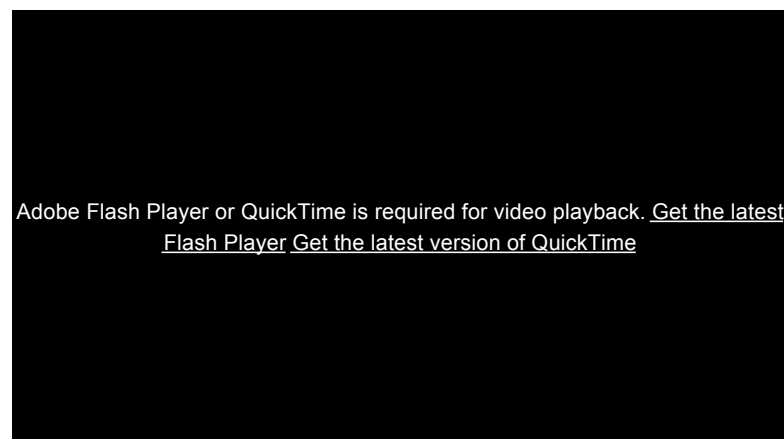 Adobe Flash Player or QuickTime is required for video playback. Get the latest
Flash Player Get the latest version of QuickTime